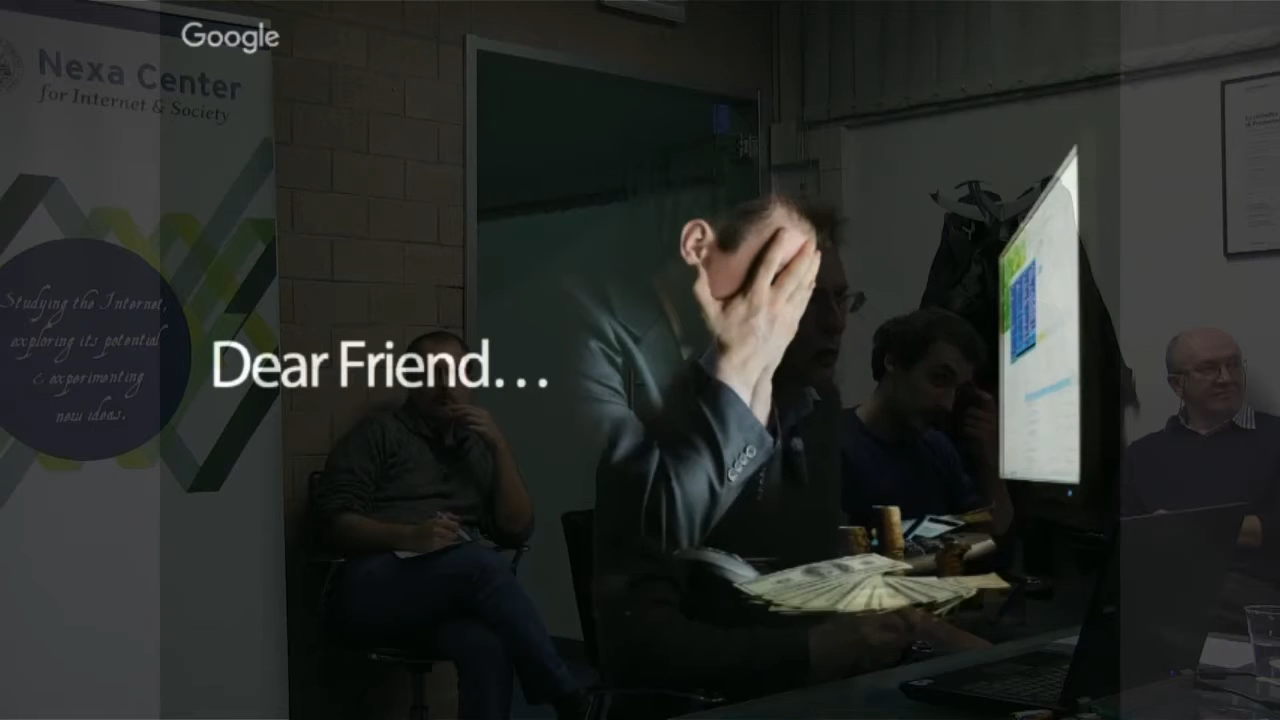 Google
Nexa Center
for Internet & Society
Dear Friend...
Studying the Internet,
exploring its potential
& experimenting
new ideas.